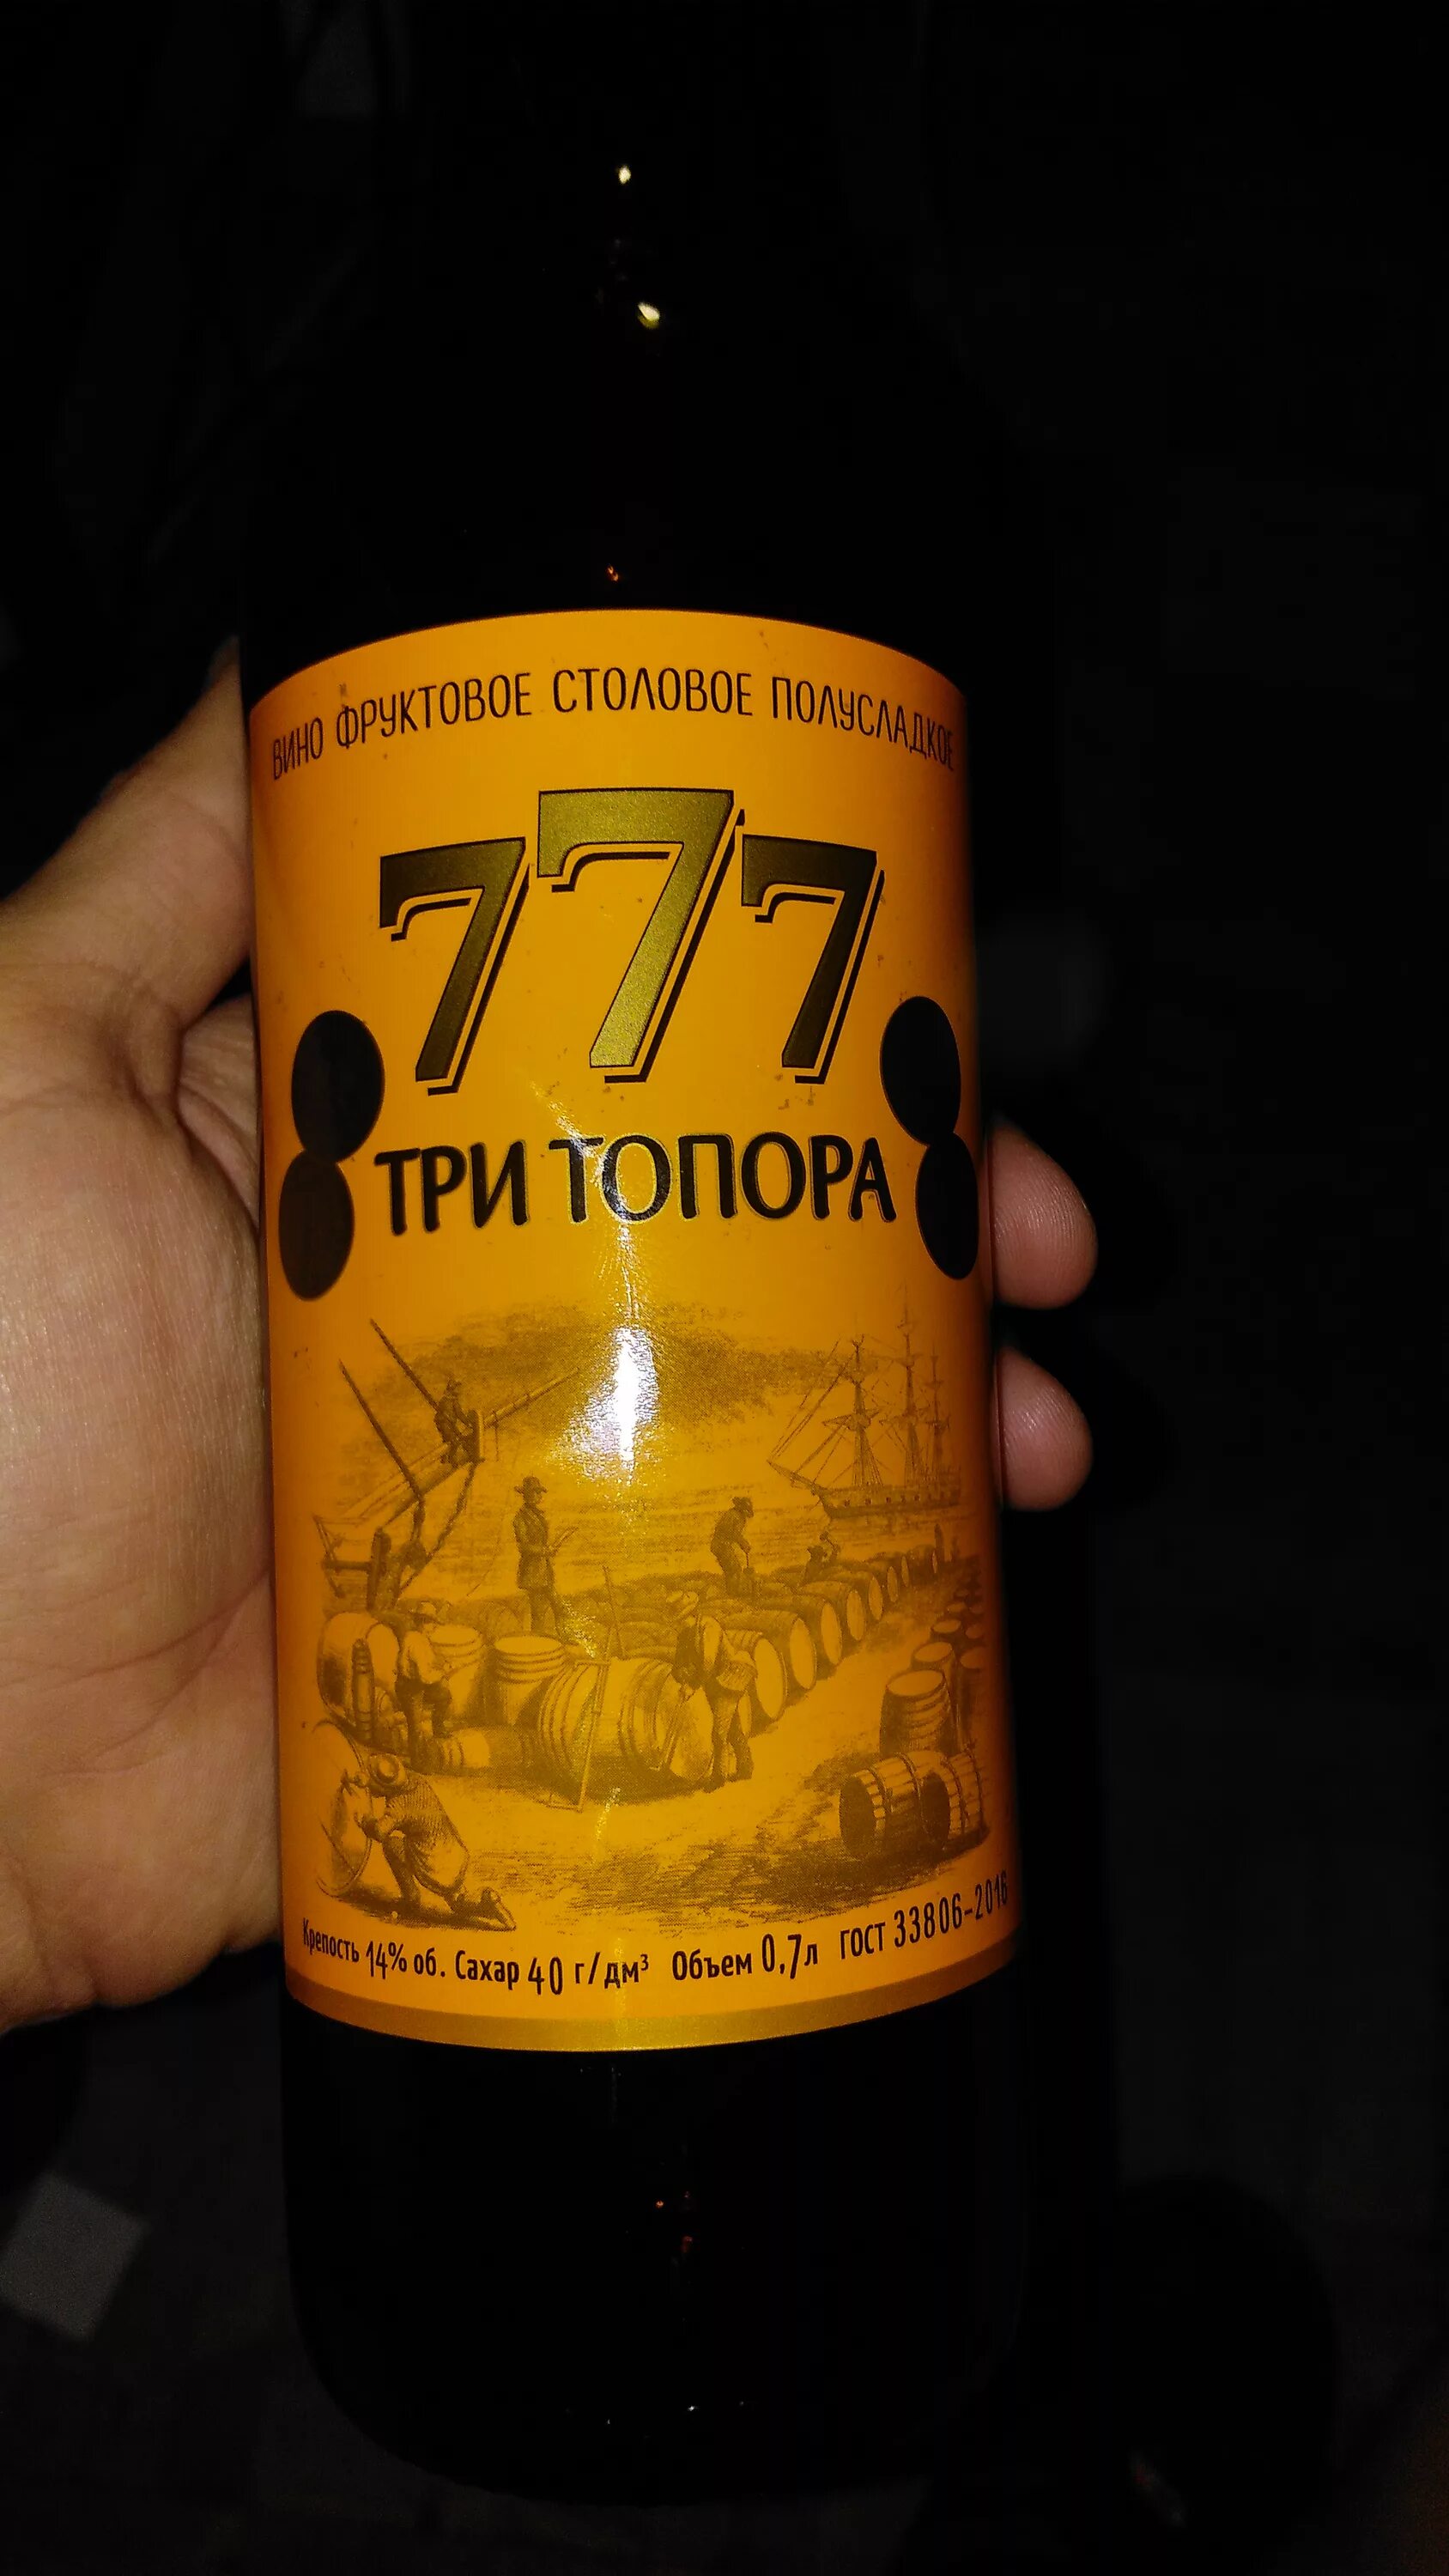 ВИНО ФРУКТОВОЕ СТОЛОВОЕ ПОЛУСЛАДКОЕ
777
ТРИ ТОПОРА
Крепость 14% об. Сахар 40 г/дм³ Объем 0,7л ГОСТ 33806-2016